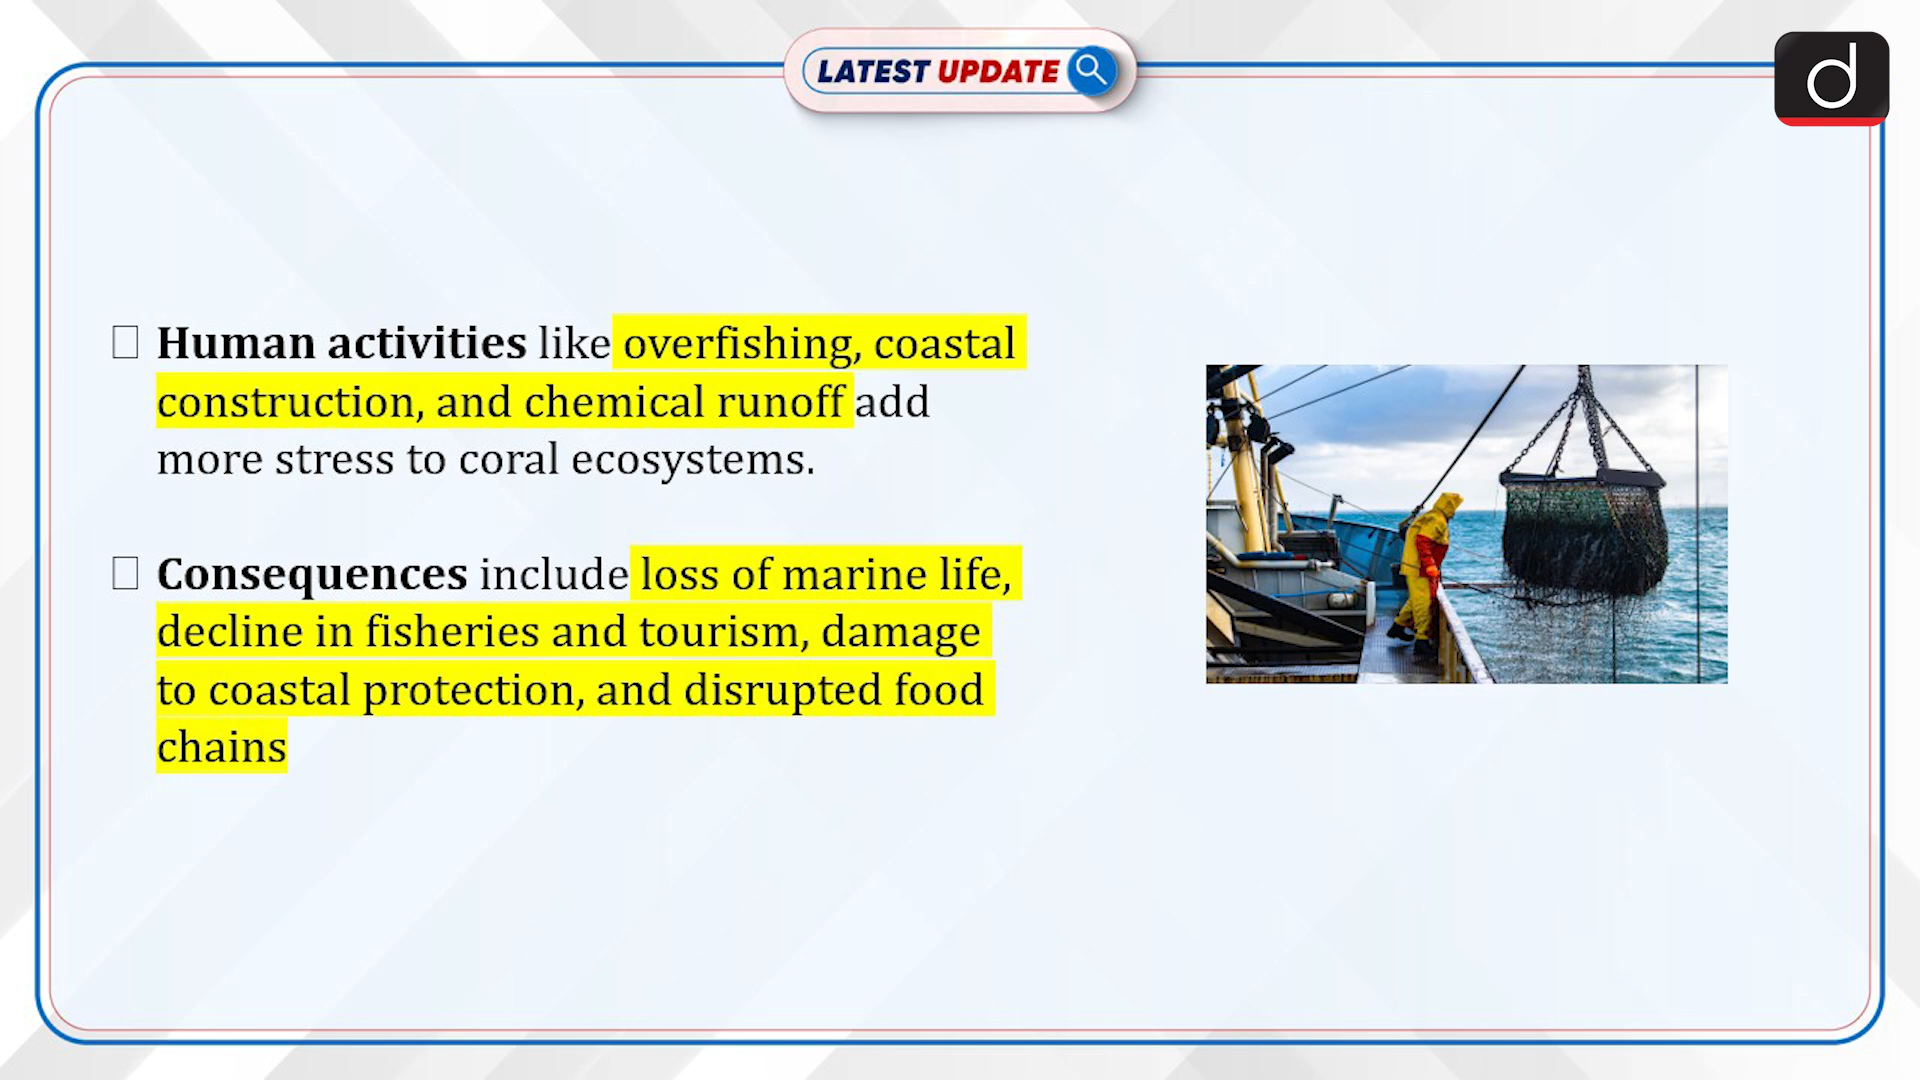 LATEST UPDATE
d
Human activities like overfishing, coastal
construction, and chemical runoff add
more stress to coral ecosystems.
Consequences include loss of marine life,
decline in fisheries and tourism, damage
to coastal protection, and disrupted food
chains